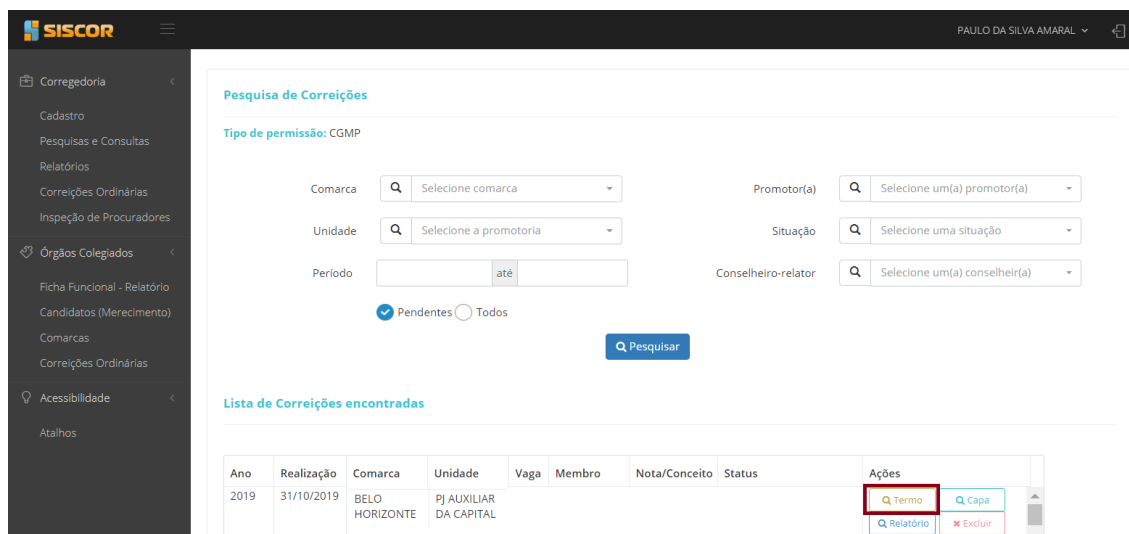 SISCOR
PAULO DA SILVA AMARAL
Corregedoria
Cadastro
Pesquisas e Consultas
Relatórios
Correições Ordinárias
Inspeção de Procuradores
Órgãos Colegiados
Ficha Funcional - Relatório
Candidatos (Merecimento)
Comarcas
Correições Ordinárias
Acessibilidade
Atalhos
Pesquisa de Correições
Tipo de permissão: CGMP
Comarca Selecione comarca Promotor(a) Selecione um(a) promotor(a)
Unidade Selecione a promotoria Situação Selecione uma situação
Período até Conselheiro-relator Selecione um(a) conselheir(a)
Pendentes Todos
Pesquisar
Lista de Correições encontradas
Ano Realização Comarca Unidade Vaga Membro Nota/Conceito Status Ações
2019 31/10/2019 BELO PJ AUXILIAR Termo Capa
HORIZONTE DA CAPITAL
Relatório Excluir